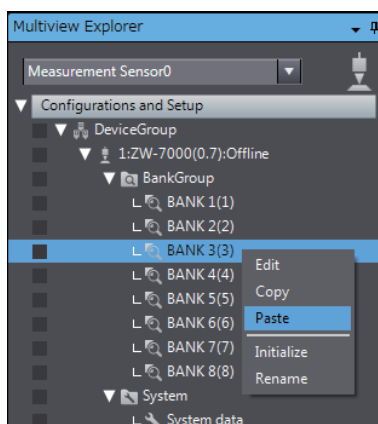 Multiview Explorer
Measurement Sensor0
Configurations and Setup
DeviceGroup
1:ZW-7000(0.7):Offline
BankGroup
BANK 1(1)
BANK 2(2)
BANK 3(3)
Edit
BANK 4(4)
Copy
BANK 5(5)
Paste
BANK 6(6)
Initialize
BANK 7(7)
Rename
BANK 8(8)
System
System data